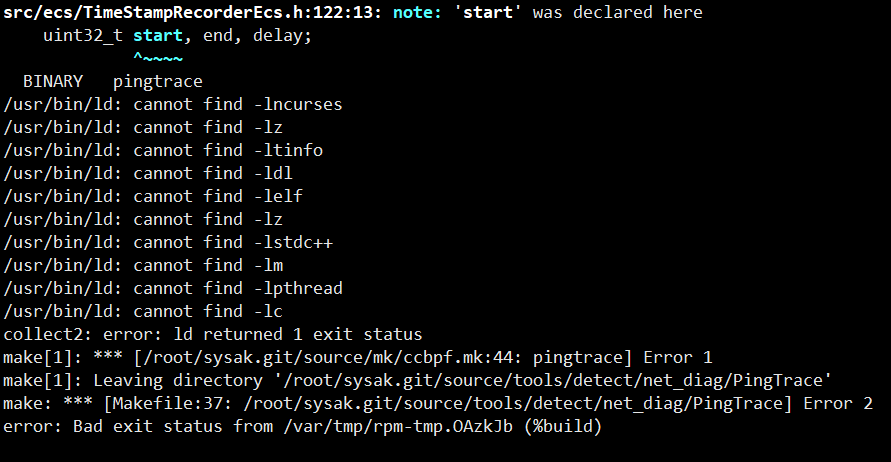 src/ecs/TimeStampRecorderEcs.h:122:13: note: 'start' was declared here
    uint32_t start, end, delay;
             ^~~~~
  BINARY   pingtrace
/usr/bin/ld: cannot find -lncurses
/usr/bin/ld: cannot find -lz
/usr/bin/ld: cannot find -ltinfo
/usr/bin/ld: cannot find -ldl
/usr/bin/ld: cannot find -lelf
/usr/bin/ld: cannot find -lz
/usr/bin/ld: cannot find -lstdc++
/usr/bin/ld: cannot find -lm
/usr/bin/ld: cannot find -lpthread
/usr/bin/ld: cannot find -lc
collect2: error: ld returned 1 exit status
make[1]: *** [/root/sysak.git/source/mk/ccbpf.mk:44: pingtrace] Error 1
make[1]: Leaving directory '/root/sysak.git/source/tools/detect/net_diag/PingTrace'
make: *** [Makefile:37: /root/sysak.git/source/tools/detect/net_diag/PingTrace] Error 2
error: Bad exit status from /var/tmp/rpm-tmp.OAzkJb (%build)